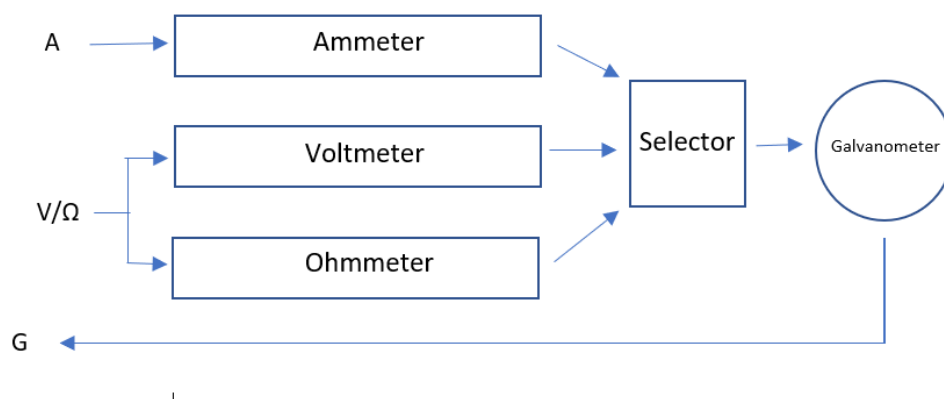 A
Ammeter
Voltmeter
Selector
Galvanometer
V/Ω
Ohmmeter
G